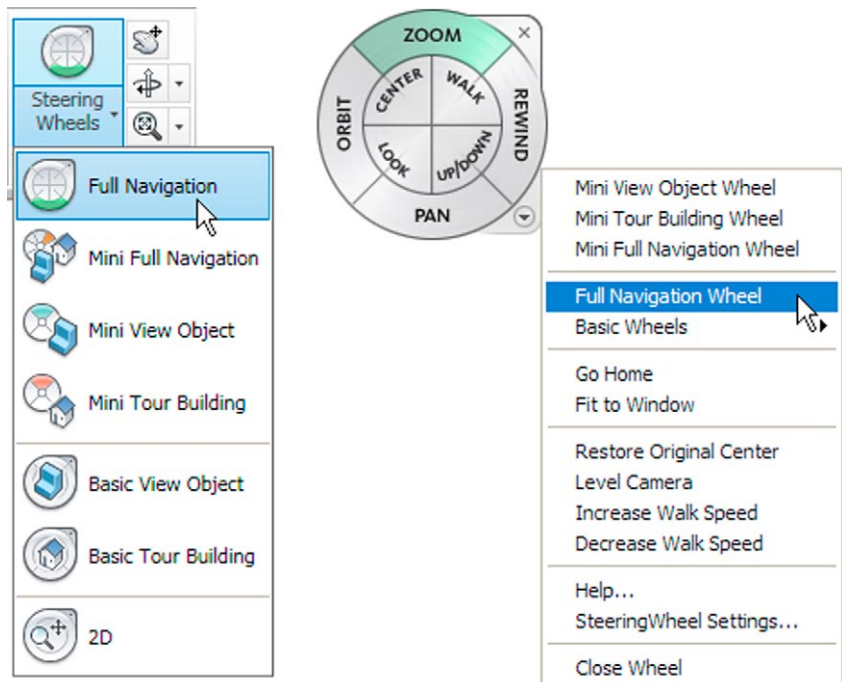 Steering
Wheels
Full Navigation
Mini Full Navigation
Mini View Object
Mini Tour Building
Basic View Object
Basic Tour Building
2D
ZOOM
CENTER
WALK
ORBIT
REWIND
LOOK
UP/DOWN
PAN
Mini View Object Wheel
Mini Tour Building Wheel
Mini Full Navigation Wheel
Full Navigation Wheel
Basic Wheels
Go Home
Fit to Window
Restore Original Center
Level Camera
Increase Walk Speed
Decrease Walk Speed
Help...
SteeringWheel Settings...
Close Wheel